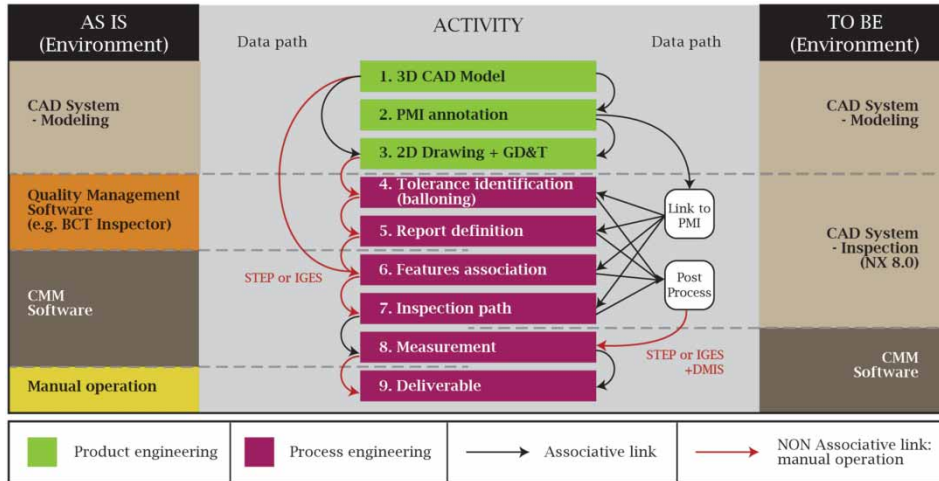 AS IS
(Environment)
Data path
ACTIVITY
Data path
TO BE
(Environment)
CAD System
- Modeling
Quality Management
Software
(e.g. BCT Inspector)
CMM
Software
Manual operation
STEP or IGES
1. 3D CAD Model
2. PMI annotation
3. 2D Drawing + GD&T
4. Tolerance identification
(ballooning)
5. Report definition
6. Features association
7. Inspection path
8. Measurement
9. Deliverable
Link to
PMI
Post
Process
STEP or IGES
+DMIS
CAD System
- Modeling
CAD System
- Inspection
(NX 8.0)
CMM
Software
Product engineering
Process engineering
Associative link
NON Associative link:
manual operation